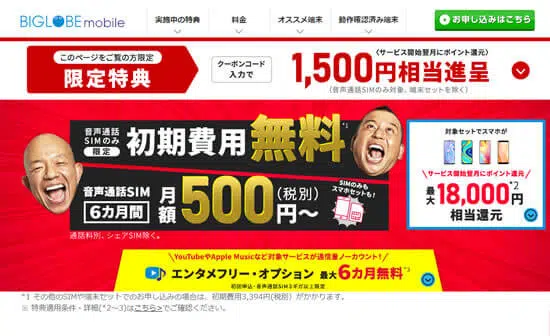 BIGLOBE mobile
実施中の特典
料金
オススメ端末
動作確認済み端末
お申し込みはこちら
このページをご覧の方限定
限定特典
クーポンコード
入力で
(サービス開始翌月にポイント還元)
1,500円相当進呈
(音声通話SIMのみ対象、端末セットを除く)
音声通話
SIMのみ
限定
初期費用無料*1
音声通話SIM
6カ月間
月額500円~(税別)
SIMのみも
スマホセットも!
通話料別、シェアSIM除く。
対象セットでスマホが
サービス開始翌月にポイント還元
最大18,000円*2
相当還元
YouTubeやApple Musicなど対象サービスが通信量ノーカウント!
エンタメフリー・オプション 最大6カ月無料*3
初回申込・音声通話SIM3ギガ以上限定
*1 その他のSIMや端末セットでのお申し込みの場合は、初期費用3,394円(税別)がかかります。
※ 特典適用条件・詳細(*2~3)はこちら>でご確認ください。